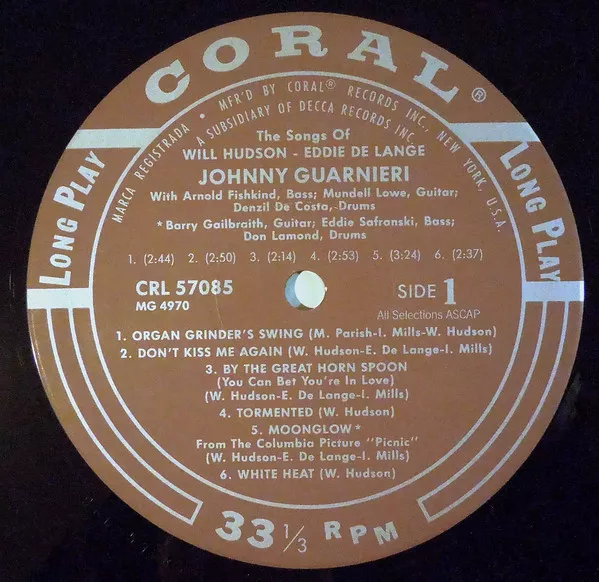 CORAL®
MARCA REGISTRADA • MFR'D BY CORAL® RECORDS INC., NEW YORK, U.S.A.
A SUBSIDIARY OF DECCA RECORDS INC.
LONG PLAY
LONG PLAY
The Songs Of
WILL HUDSON - EDDIE DE LANGE
JOHNNY GUARNIERI
With Arnold Fishkind, Bass; Mundell Lowe, Guitar;
Denzil De Costa, Drums
*Barry Gailbraith, Guitar; Eddie Safranski, Bass;
Don Lamond, Drums
1. (2:44) 2. (2:50) 3. (2:14) 4. (2:53) 5. (3:24) 6. (2:37)
CRL 57085
MG 4970
SIDE 1
All Selections ASCAP
1. ORGAN GRINDER'S SWING (M. Parish-I. Mills-W. Hudson)
2. DON'T KISS ME AGAIN (W. Hudson-E. De Lange-I. Mills)
3. BY THE GREAT HORN SPOON
(You Can Bet You're In Love)
(W. Hudson-E. De Lange-I. Mills)
4. TORMENTED (W. Hudson)
5. MOONGLOW*
From The Columbia Picture "Picnic"
(W. Hudson-E. De Lange-I. Mills)
6. WHITE HEAT (W. Hudson)
33 1/3 RPM